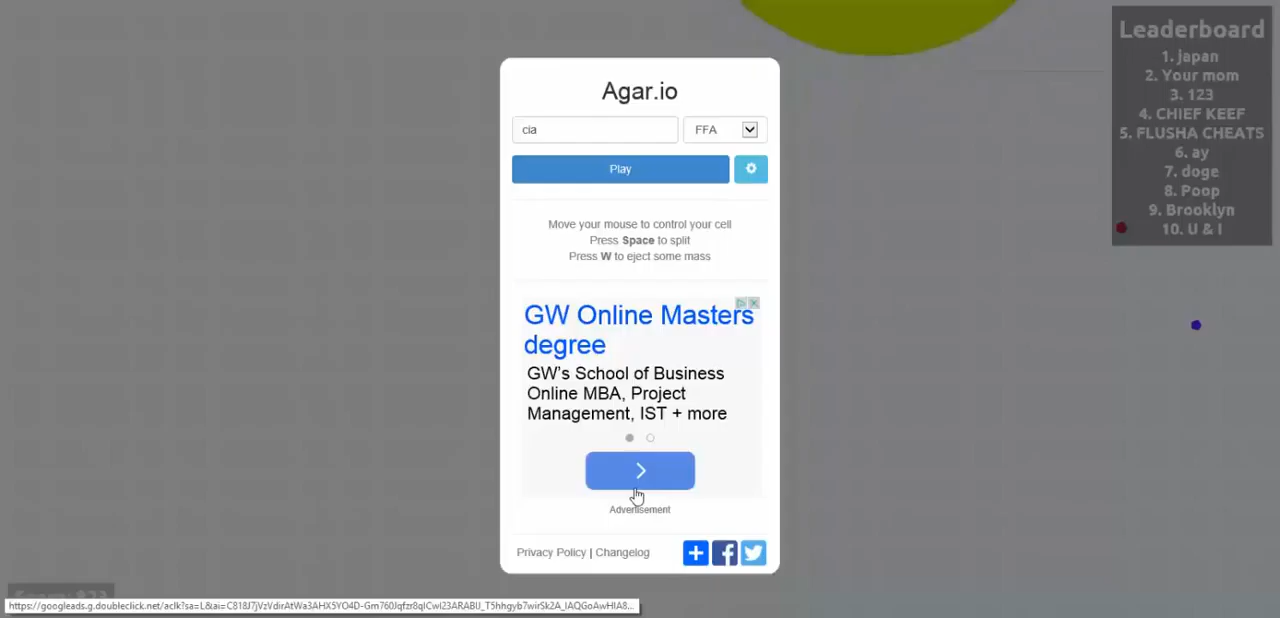 Agar.io
cia
FFA
Play
Move your mouse to control your cell
Press Space to split
Press W to eject some mass
GW Online Masters
degree
GW's School of Business
Online MBA, Project
Management, IST + more
Advertisement
Privacy Policy | Changelog
Leaderboard
1. japan
2. Your mom
3. 123
4. CHIEF KEEF
5. FLUSHA CHEATS
6. ay
7. doge
8. Poop
9. Brooklyn
10. U & I